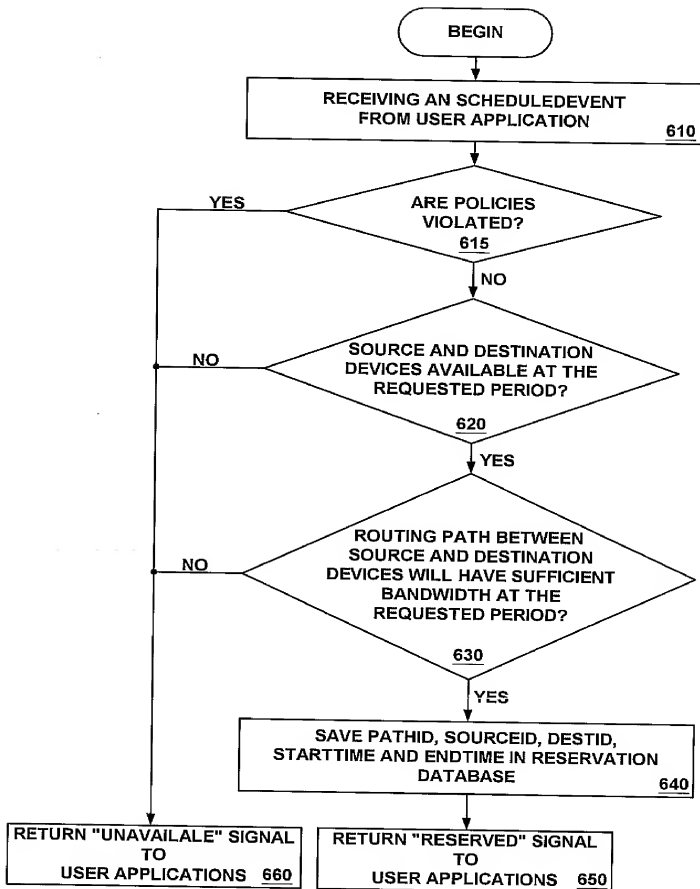 BEGIN
RECEIVING AN SCHEDULEDEVENT
FROM USER APPLICATION
610
YES
ARE POLICIES
VIOLATED?
615
NO
NO
SOURCE AND DESTINATION
DEVICES AVAILABLE AT THE
REQUESTED PERIOD?
620
YES
NO
ROUTING PATH BETWEEN
SOURCE AND DESTINATION
DEVICES WILL HAVE SUFFICIENT
BANDWIDTH AT THE
REQUESTED PERIOD?
630
YES
SAVE PATHID, SOURCEID, DESTID,
STARTTIME AND ENDTIME IN RESERVATION
DATABASE
640
RETURN "UNAVAILALE" SIGNAL
TO
USER APPLICATIONS 660
RETURN "RESERVED" SIGNAL
TO
USER APPLICATIONS 650